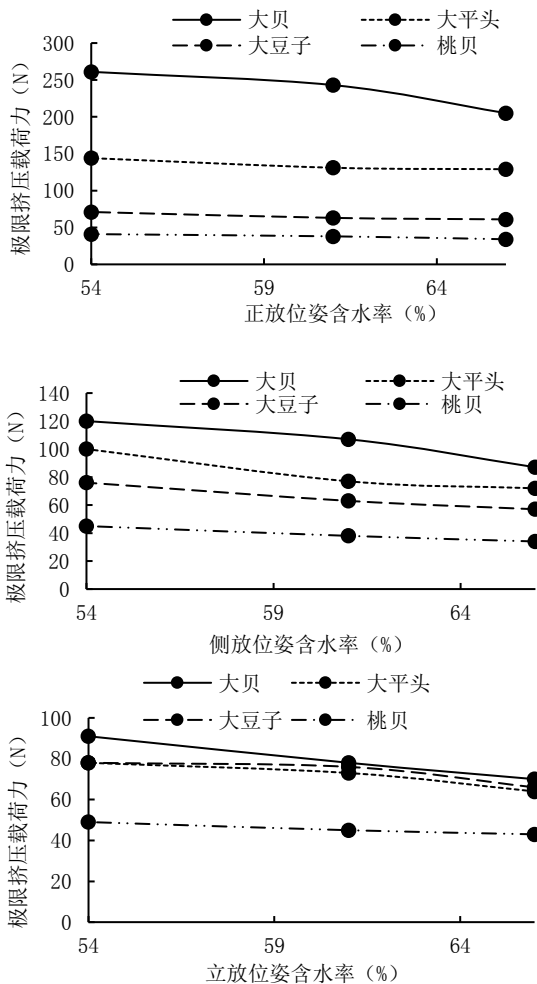 大贝 大平头
大豆子 桃贝
300
250
200
150
100
50
0
极限挤压载荷力（N）
54 59 64
正放位姿含水率（%）
大贝 大平头
大豆子 桃贝
140
120
100
80
60
40
20
0
极限挤压载荷力（N）
54 59 64
侧放位姿含水率（%）
大贝 大平头
大豆子 桃贝
100
80
60
40
20
0
极限挤压载荷力（N）
54 59 64
立放位姿含水率（%）